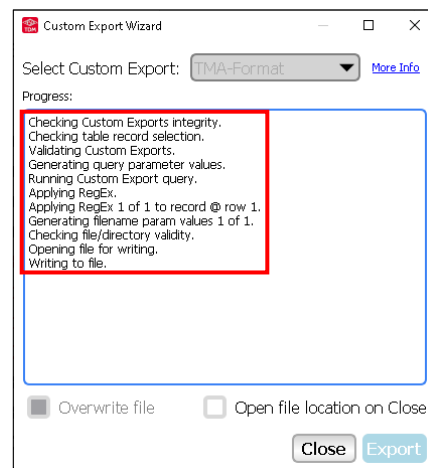 TDM Custom Export Wizard
Select Custom Export: TMA-Format More Info
Progress:
Checking Custom Exports integrity.
Checking table record selection.
Validating Custom Exports.
Generating query parameter values.
Running Custom Export query.
Applying RegEx.
Applying RegEx 1 of 1 to record @ row 1.
Generating filename param values 1 of 1.
Checking file/directory validity.
Opening file for writing.
Writing to file.
Overwrite file Open file location on Close
Close Export